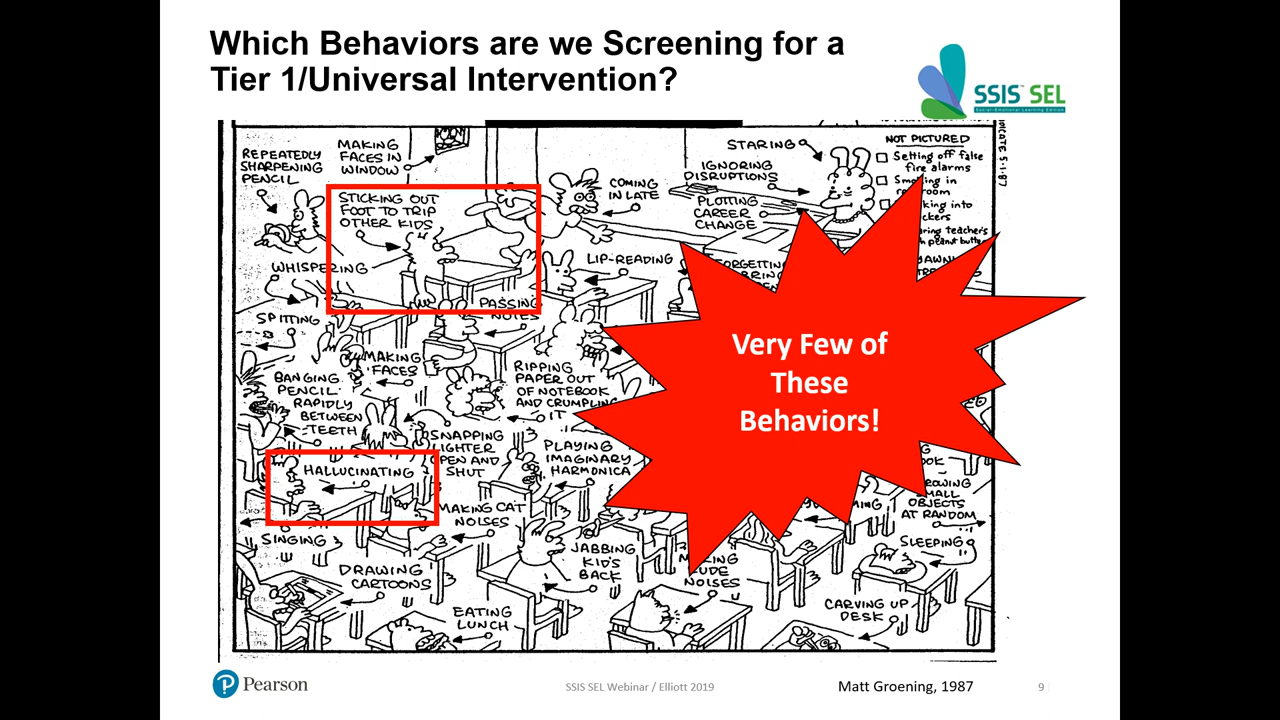 Which Behaviors are we Screening for a
Tier 1/Universal Intervention?
SSIS SEL
REPEATEDLY
SHARPENING
PENCIL
MAKING
FACES IN
WINDOW
STICKING OUT
FOOT TO TRIP
OTHER KIDS
COMING
IN LATE
STARING
IGNORING
DISRUPTIONS
PLOTTING
CAREER
CHANGE
NOT PICTURED
Setting off false
fire alarms
in
WHISPERING
LIP-READING
SPITTING
PASSING
NOTES
MAKING
FACES
RIPPING
PAPER OUT
OF NOTEBOOK
AND CRUMPLING
IT
BANGING
PENCIL
RAPIDLY
BETWEEN
TEETH
SNAPPING
LIGHTER
OPEN AND
SHUT
PLAYING
IMAGINARY
HARMONICA
Very Few of
These
Behaviors!
HALLUCINATING
MAKING CAT
NOISES
OBJECTS
AT RANDOM
SINGING
SLEEPING
JABBING
KID'S
BACK
NOISES
DRAWING
CARTOONS
EATING
LUNCH
CARVING UP
DESK
Pearson
SSIS SEL Webinar / Elliott 2019
Matt Groening, 1987
9